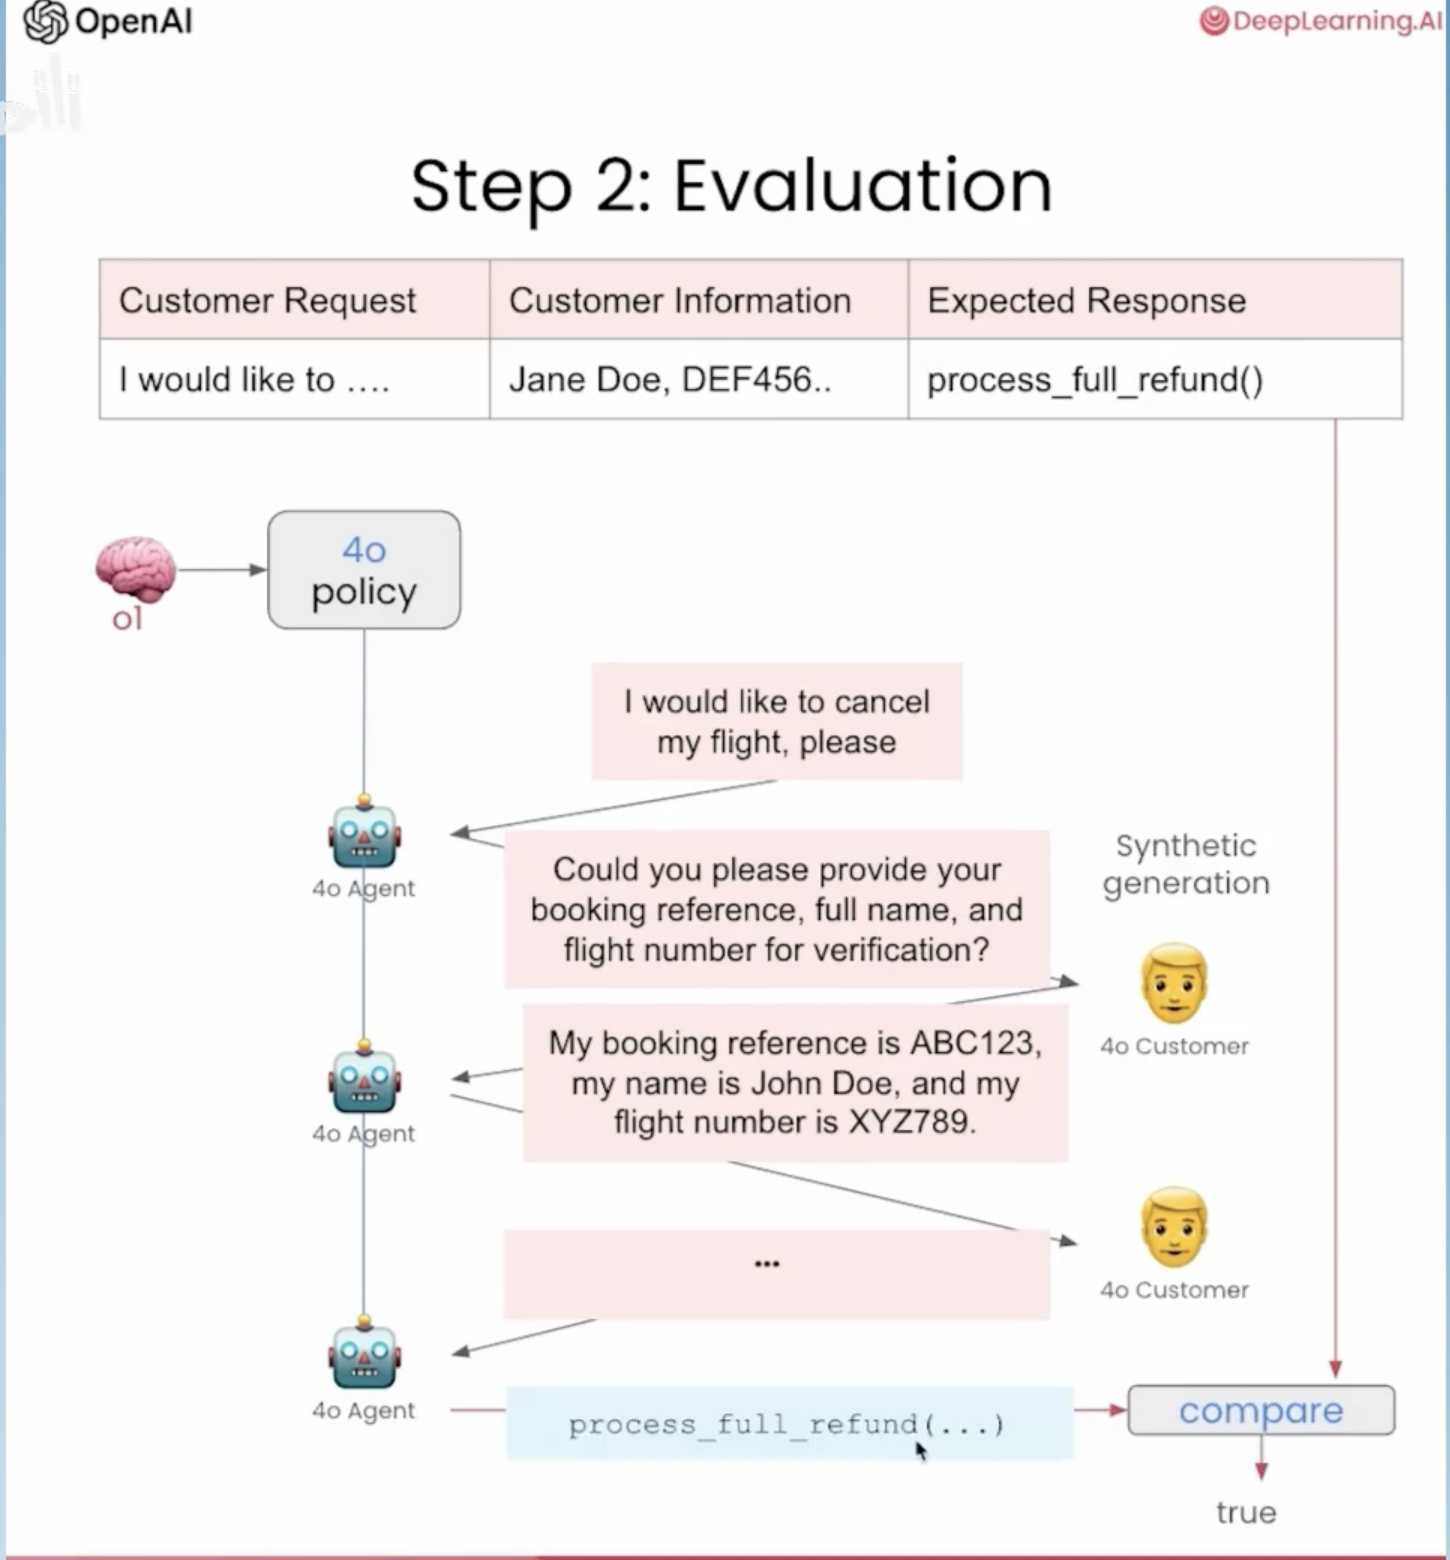 OpenAI
DeepLearning.AI
Step 2: Evaluation
Customer Request
Customer Information
Expected Response
I would like to ....
Jane Doe, DEF456..
process_full_refund()
4o
policy
o1
I would like to cancel
my flight, please
4o Agent
Could you please provide your
booking reference, full name, and
flight number for verification?
Synthetic
generation
4o Customer
My booking reference is ABC123,
my name is John Doe, and my
flight number is XYZ789.
4o Agent
...
4o Customer
4o Agent
process_full_refund(...)
compare
true